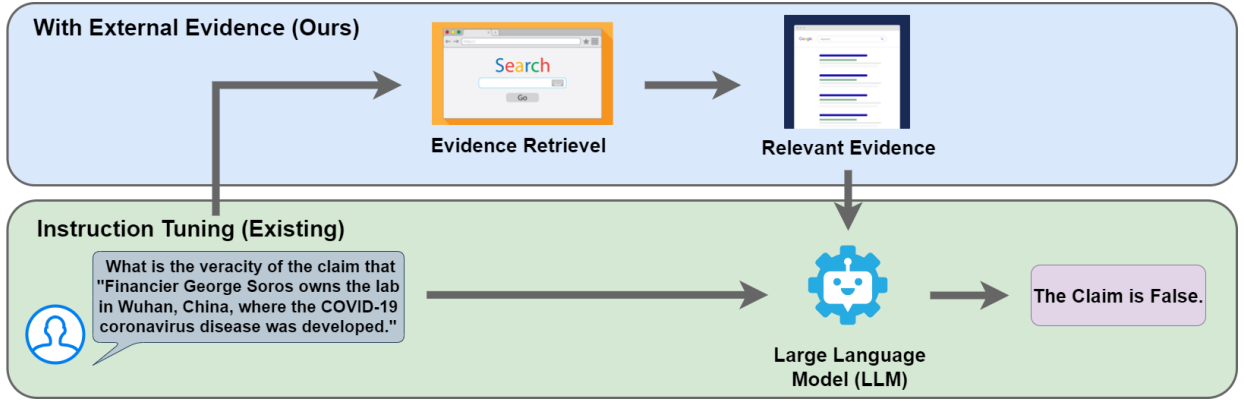 With External Evidence (Ours)
Search
Go
Evidence Retrievel
Google
Relevant Evidence
Instruction Tuning (Existing)
What is the veracity of the claim that
"Financier George Soros owns the lab
in Wuhan, China, where the COVID-19
coronavirus disease was developed."
The Claim is False.
Large Language
Model (LLM)